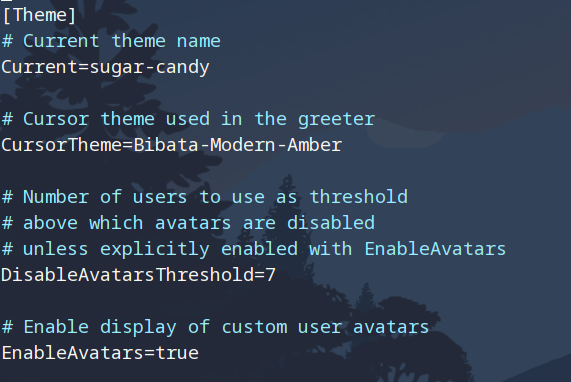 [Theme]
# Current theme name
Current=sugar-candy
# Cursor theme used in the greeter
CursorTheme=Bibata-Modern-Amber
# Number of users to use as threshold
# above which avatars are disabled
# unless explicitly enabled with EnableAvatars
DisableAvatarsThreshold=7
# Enable display of custom user avatars
EnableAvatars=true